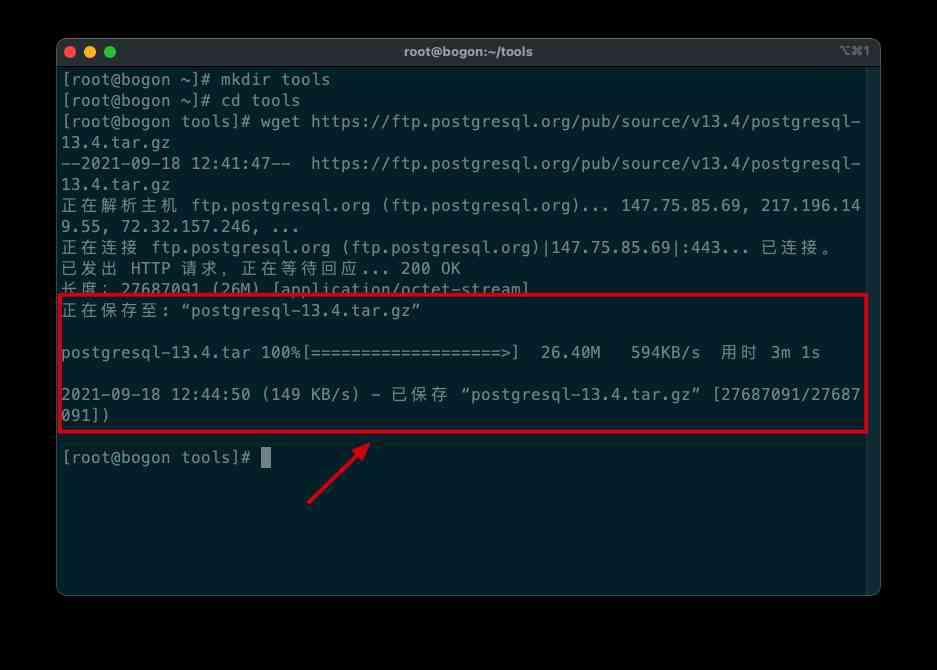 root@bogon:~/tools
⌥⌘1
[root@bogon ~]# mkdir tools
[root@bogon ~]# cd tools
[root@bogon tools]# wget https://ftp.postgresql.org/pub/source/v13.4/postgresql-
13.4.tar.gz
--2021-09-18 12:41:47--  https://ftp.postgresql.org/pub/source/v13.4/postgresql-
13.4.tar.gz
正在解析主机 ftp.postgresql.org (ftp.postgresql.org)... 147.75.85.69, 217.196.14
9.55, 72.32.157.246, ...
正在连接 ftp.postgresql.org (ftp.postgresql.org)|147.75.85.69|:443... 已连接。
已发出 HTTP 请求，正在等待回应... 200 OK
长度：27687091 (26M) [application/octet-stream]
正在保存至: “postgresql-13.4.tar.gz”
postgresql-13.4.tar 100%[===================>]  26.40M   594KB/s  用时 3m 1s
2021-09-18 12:44:50 (149 KB/s) - 已保存 “postgresql-13.4.tar.gz” [27687091/27687
091])
[root@bogon tools]#